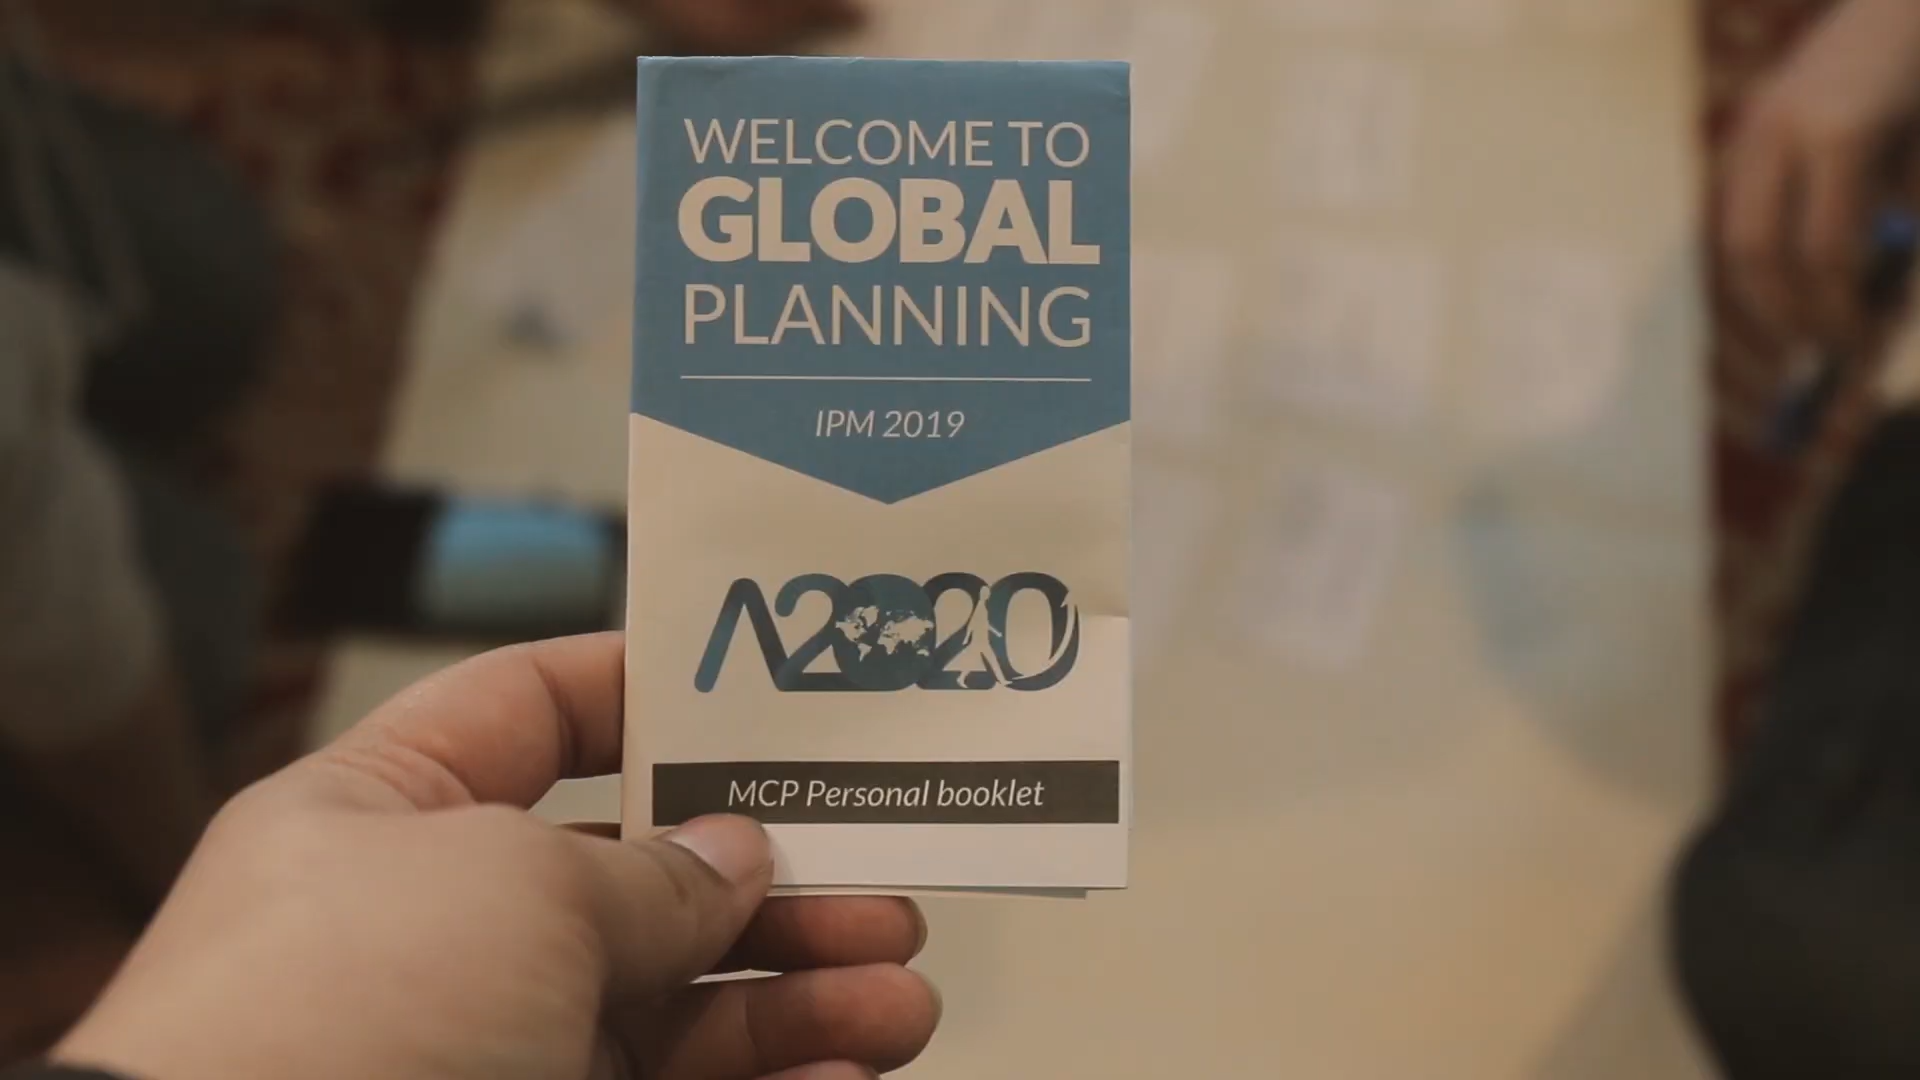 WELCOME TO
GLOBAL
PLANNING
IPM 2019
A2020
MCP Personal booklet